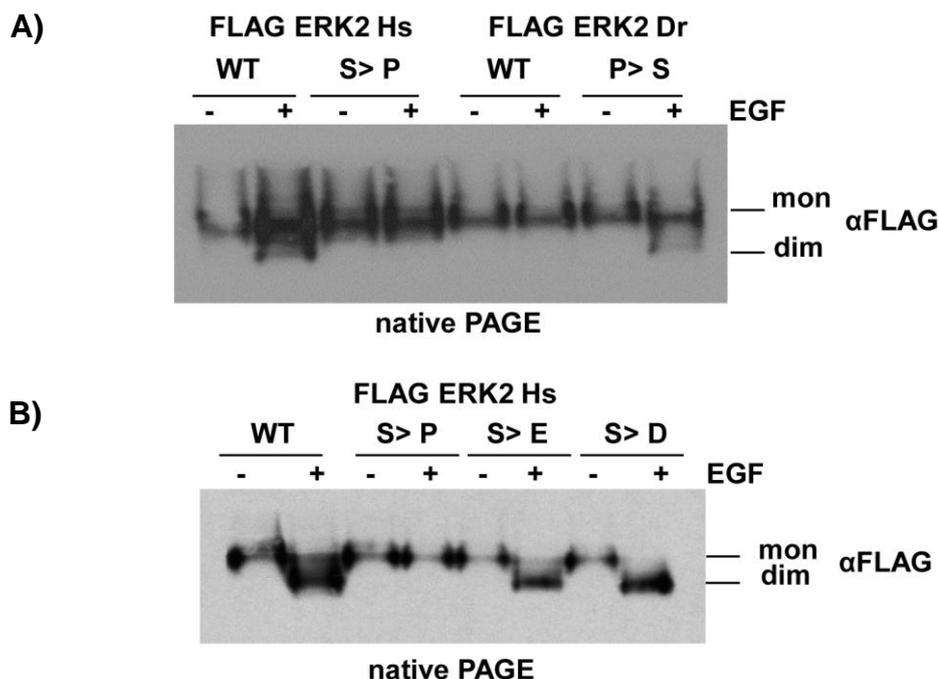 A)
FLAG ERK2 Hs FLAG ERK2 Dr
WT S> P WT P> S
- + - + - + - + EGF
mon
αFLAG
dim
native PAGE
B)
FLAG ERK2 Hs
WT S> P S> E S> D
- + - + - + - + EGF
mon
αFLAG
dim
native PAGE